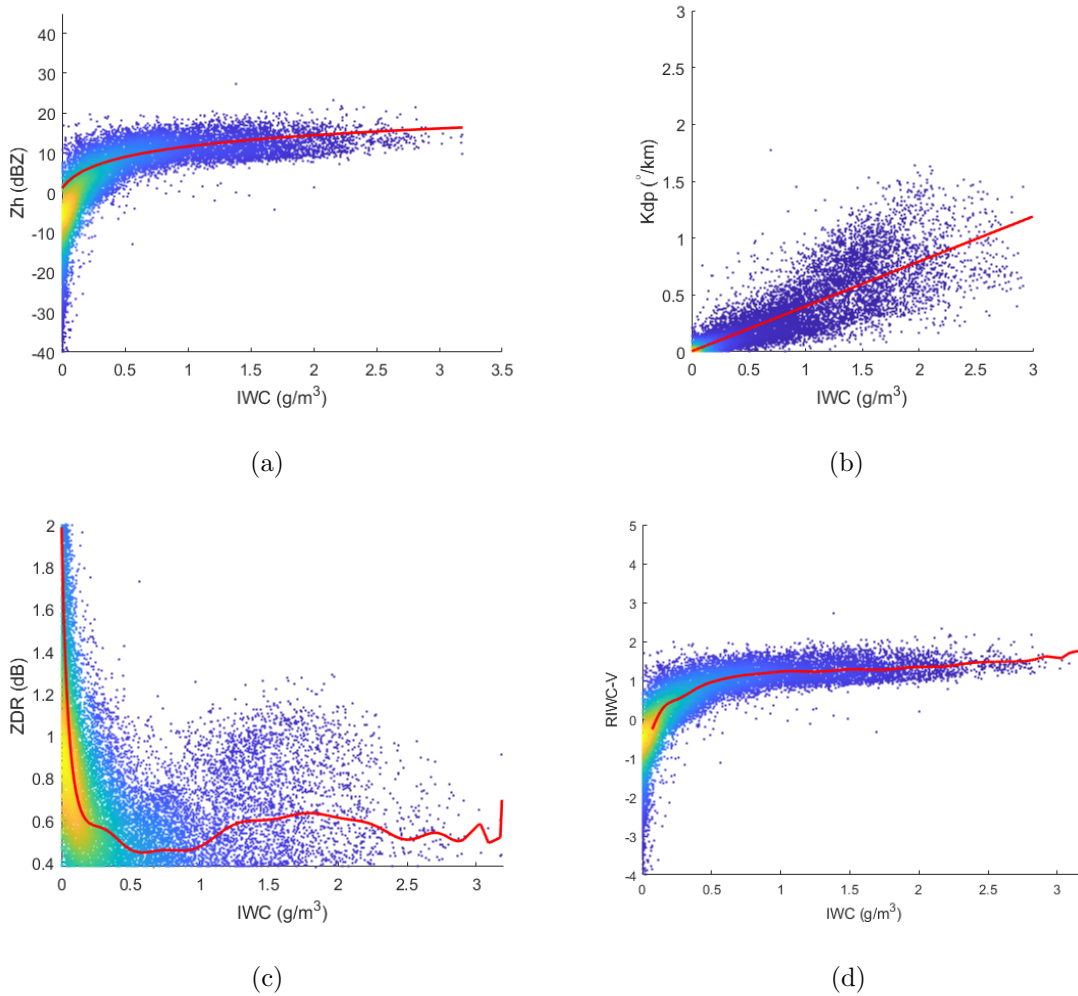 Zh (dBZ)
40
30
20
10
0
-10
-20
-30
-40
0 0.5 1 1.5 2 2.5 3 3.5
IWC (g/m³)
(a)
Kdp (°/km)
3
2.5
2
1.5
1
0.5
0
0 0.5 1 1.5 2 2.5 3
IWC (g/m³)
(b)
ZDR (dB)
2
1.8
1.6
1.4
1.2
1
0.8
0.6
0.4
0 0.5 1 1.5 2 2.5 3
IWC (g/m³)
(c)
RIWC-V
5
4
3
2
1
0
-1
-2
-3
-4
0 0.5 1 1.5 2 2.5 3
IWC (g/m³)
(d)